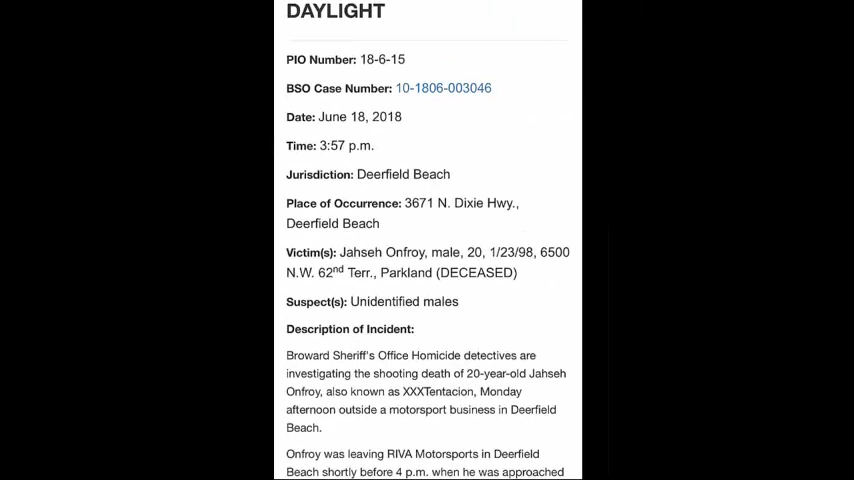 DAYLIGHT
PIO Number: 18-6-15
BSO Case Number: 10-1806-003046
Date: June 18, 2018
Time: 3:57 p.m.
Jurisdiction: Deerfield Beach
Place of Occurrence: 3671 N. Dixie Hwy.,
Deerfield Beach
Victim(s): Jahseh Onfroy, male, 20, 1/23/98, 6500
N.W. 62nd Terr., Parkland (DECEASED)
Suspect(s): Unidentified males
Description of Incident:
Broward Sheriff's Office Homicide detectives are
investigating the shooting death of 20-year-old Jahseh
Onfroy, also known as XXXTentacion, Monday
afternoon outside a motorsport business in Deerfield
Beach.
Onfroy was leaving RIVA Motorsports in Deerfield
Beach shortly before 4 p.m. when he was approached